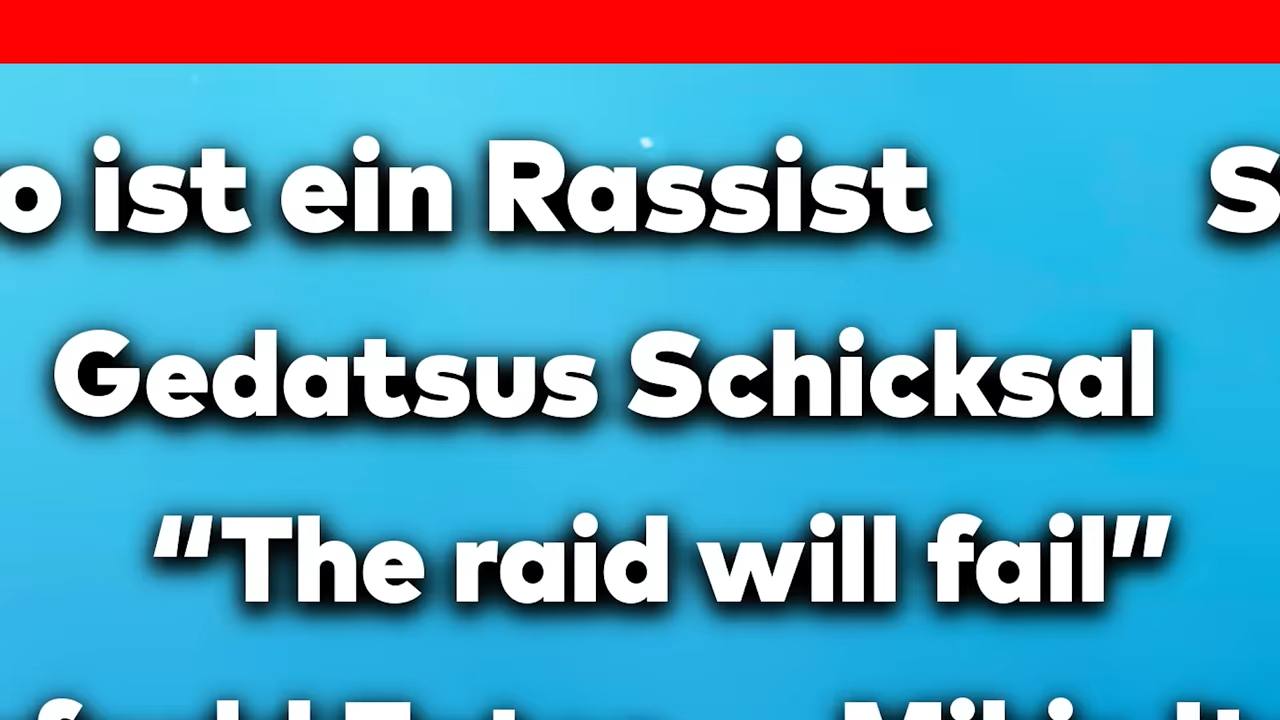 o ist ein Rassist S
Gedatsus Schicksal
“The raid will fail”